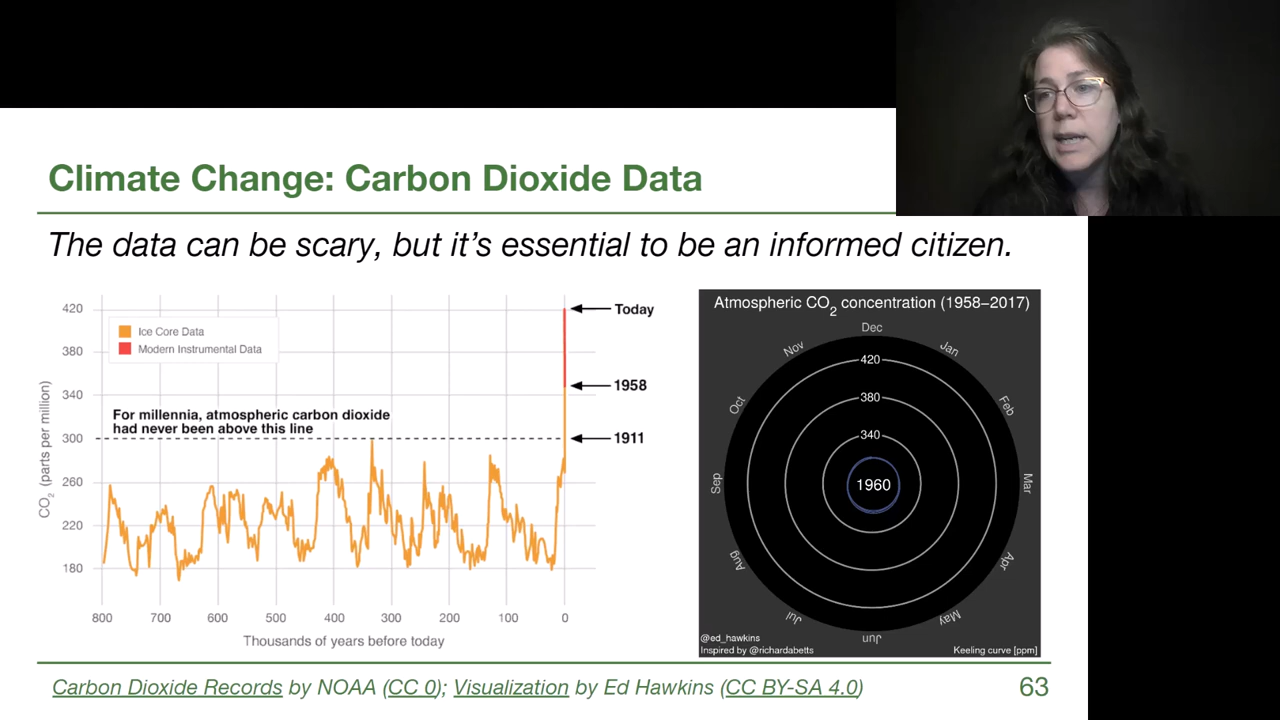 Climate Change: Carbon Dioxide Data
The data can be scary, but it's essential to be an informed citizen.
420
380
340
300
260
220
180
CO2 (parts per million)
Ice Core Data
Modern Instrumental Data
For millennia, atmospheric carbon dioxide
had never been above this line
Today
1958
1911
800
700
600
500
400
300
200
100
0
Thousands of years before today
Atmospheric CO2 concentration (1958–2017)
Dec
Jan
Feb
Mar
Apr
May
Jun
Jul
Aug
Sep
Oct
Nov
420
380
340
1960
@ed_hawkins
Inspired by @richardabetts
Keeling curve [ppm]
Carbon Dioxide Records by NOAA (CC 0); Visualization by Ed Hawkins (CC BY-SA 4.0)
63